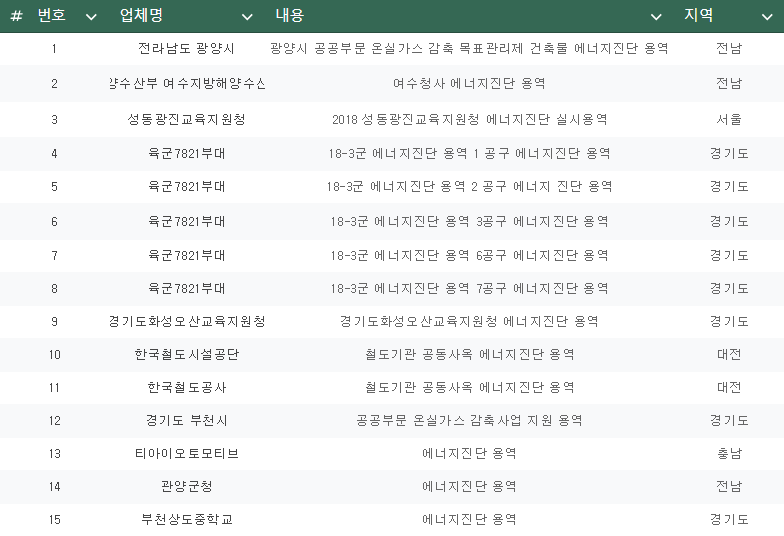 # 번호 업체명 내용 지역
1 전라남도 광양시 광양시 공공부문 온실가스 감축 목표관리제 건축물 에너지진단 용역 전남
2 양수산부 여수지방해양수산 여수청사 에너지진단 용역 전남
3 성동광진교육지원청 2018 성동광진교육지원청 에너지진단 실시용역 서울
4 육군7821부대 18-3군 에너지진단 용역 1 공구 에너지진단 용역 경기도
5 육군7821부대 18-3군 에너지진단 용역 2 공구 에너지 진단 용역 경기도
6 육군7821부대 18-3군 에너지진단 용역 3공구 에너지진단 용역 경기도
7 육군7821부대 18-3군 에너지진단 용역 6공구 에너지진단 용역 경기도
8 육군7821부대 18-3군 에너지진단 용역 7공구 에너지진단 용역 경기도
9 경기도화성오산교육지원청 경기도화성오산교육지원청 에너지진단 용역 경기도
10 한국철도시설공단 철도기관 공동사옥 에너지진단 용역 대전
11 한국철도공사 철도기관 공동사옥 에너지진단 용역 대전
12 경기도 부천시 공공부문 온실가스 감축사업 지원 용역 경기도
13 티아이오토모티브 에너지진단 용역 충남
14 관양군청 에너지진단 용역 전남
15 부천상도중학교 에너지진단 용역 경기도